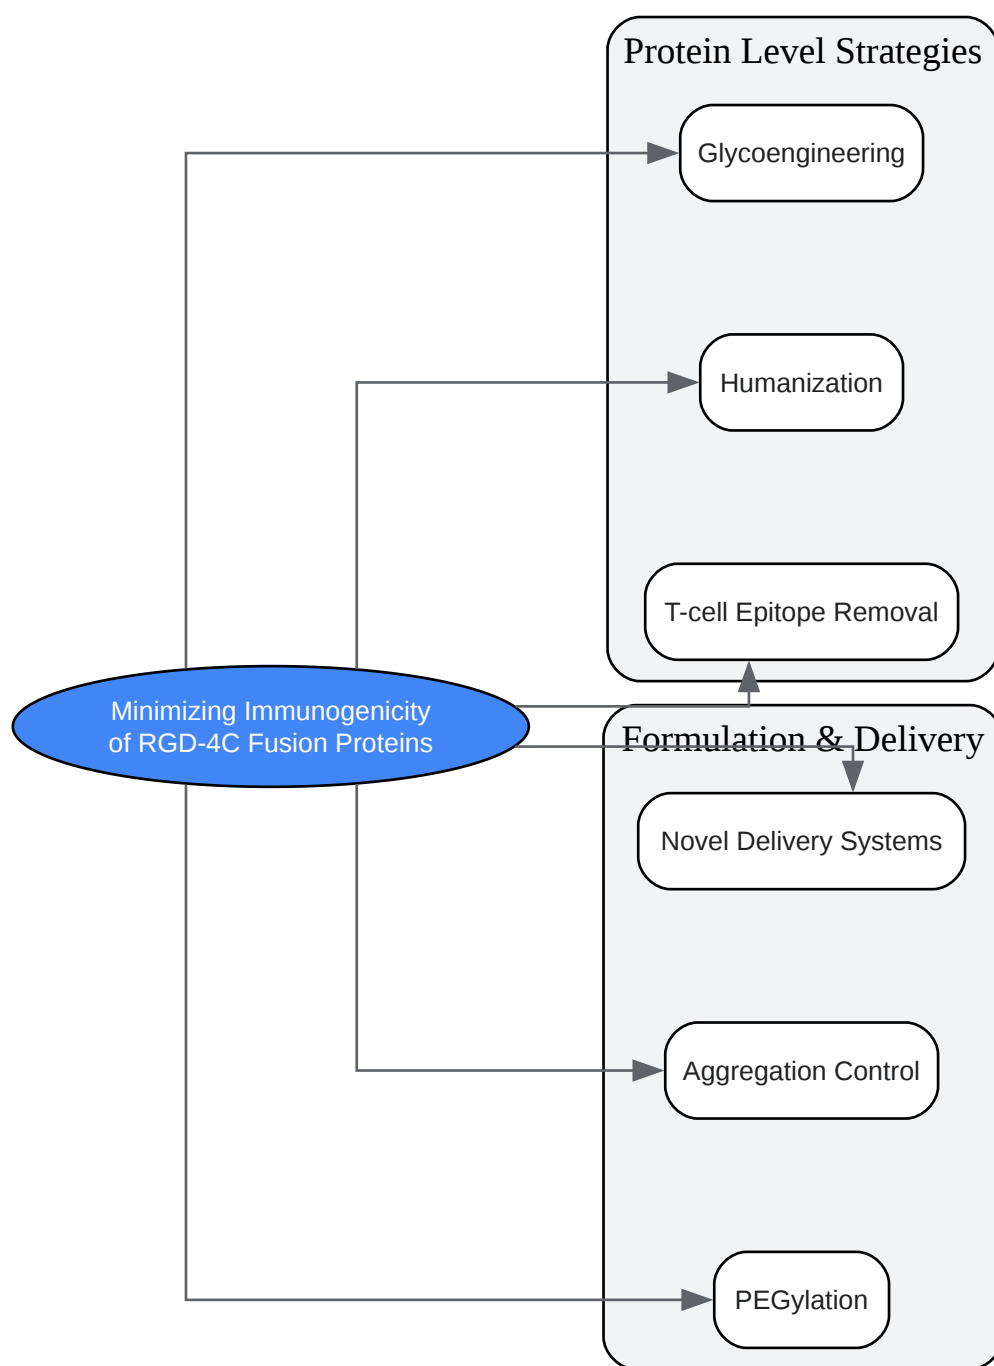 Protein Level Strategies
Glycoengineering
Humanization
T-cell Epitope Removal
Minimizing Immunogenicity
of RGD-4C Fusion Proteins
Formulation & Delivery
Novel Delivery Systems
Aggregation Control
PEGylation